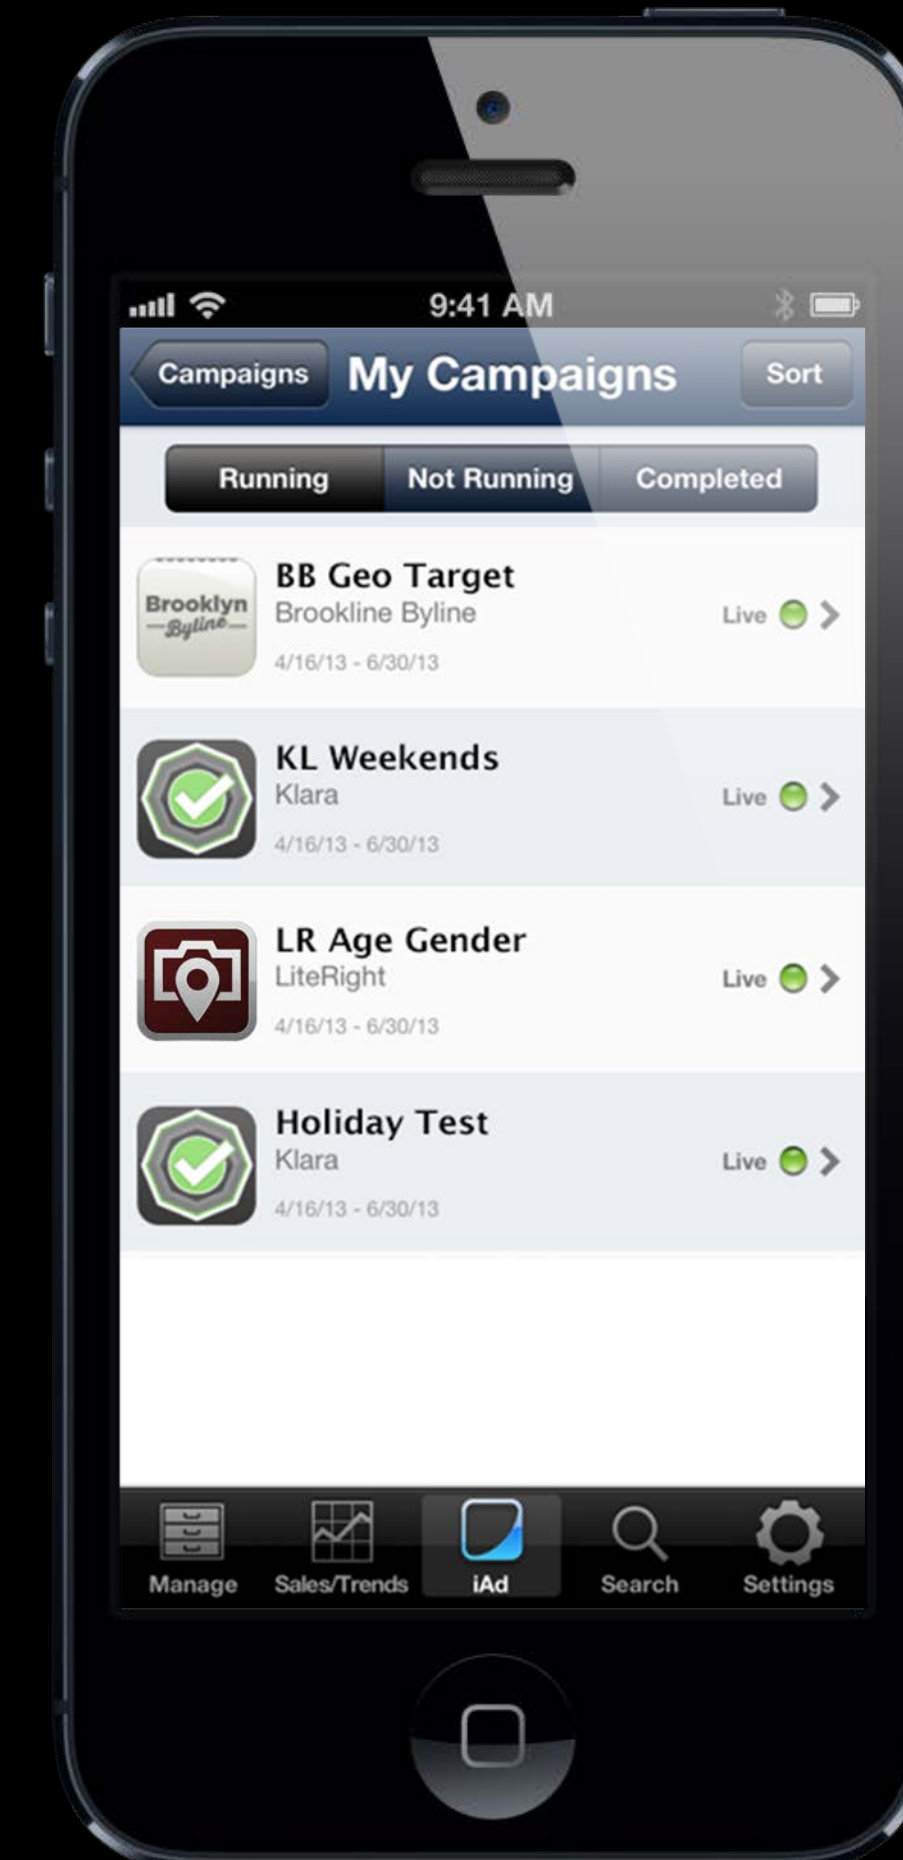 9:41 AM
Campaigns My Campaigns Sort
Running Not Running Completed
Brooklyn
Byline
BB Geo Target
Brookline Byline
4/16/13 - 6/30/13
Live
KL Weekends
Klara
4/16/13 - 6/30/13
Live
LR Age Gender
LiteRight
4/16/13 - 6/30/13
Live
Holiday Test
Klara
4/16/13 - 6/30/13
Live
Manage Sales/Trends iAd Search Settings